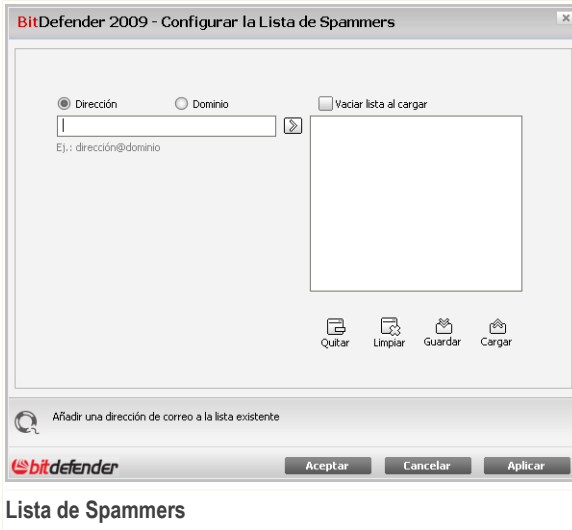 BitDefender 2009 - Configurar la Lista de Spammers
Dirección
Dominio
Vaciar lista al cargar
Ej.: dirección@dominio
Quitar
Limpiar
Guardar
Cargar
Añadir una dirección de correo a la lista existente
bitdefender
Aceptar
Cancelar
Aplicar
Lista de Spammers